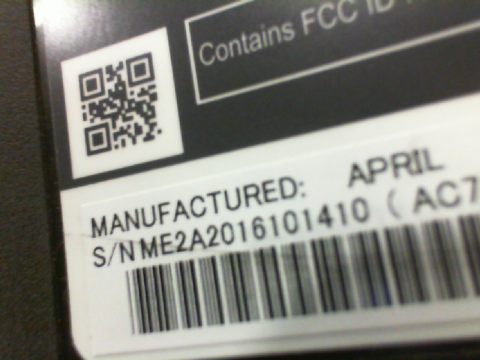 Contains FCC ID
MANUFACTURED: APRIL
S/N ME2A2016101410 ( AC7